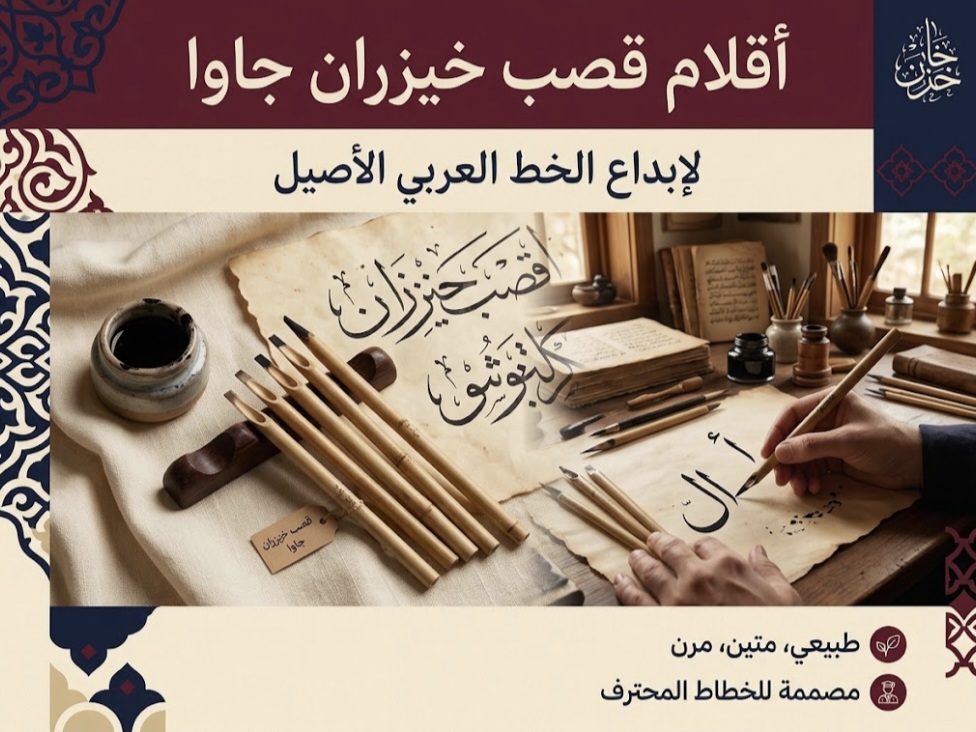 أقلام قصب خيزران جاوا
لإبداع الخط العربي الأصيل
قصب خيزران
قصب خيزران
جاوا
أ
ال
طبيعي، متين، مرن
مصممة للخطاط المحترف